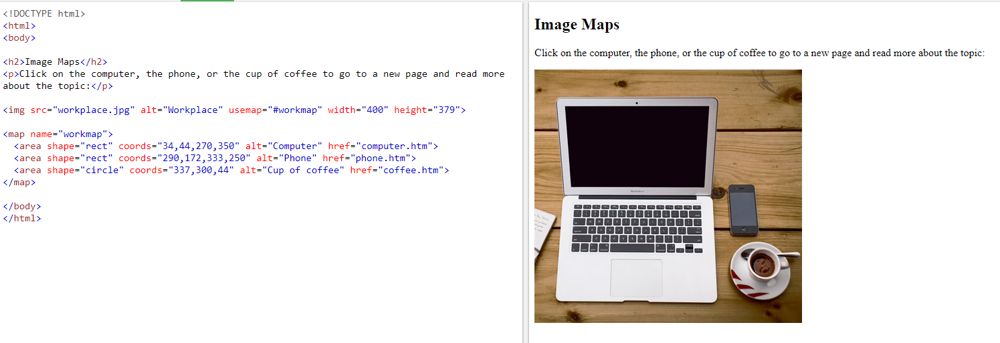 <!DOCTYPE html>
<html>
<body>
<h2>Image Maps</h2>
<p>Click on the computer, the phone, or the cup of coffee to go to a new page and read more
about the topic:</p>
<img src="workplace.jpg" alt="Workplace" usemap="#workmap" width="400" height="379">
<map name="workmap">
  <area shape="rect" coords="34,44,270,350" alt="Computer" href="computer.htm">
  <area shape="rect" coords="290,172,333,250" alt="Phone" href="phone.htm">
  <area shape="circle" coords="337,300,44" alt="Cup of coffee" href="coffee.htm">
</map>
</body>
</html>
Image Maps
Click on the computer, the phone, or the cup of coffee to go to a new page and read more about the topic: